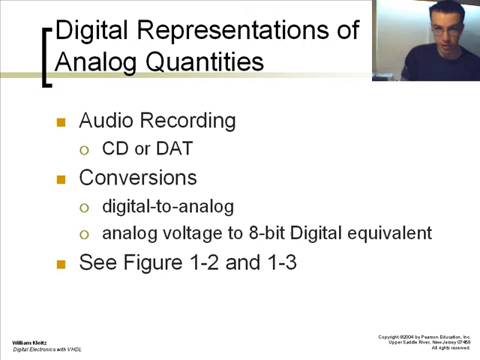 Digital Representations of
Analog Quantities
Audio Recording
CD or DAT
Conversions
digital-to-analog
analog voltage to 8-bit Digital equivalent
See Figure 1-2 and 1-3
William Kleitz
Digital Electronics with VHDL
Copyright ©2004 by Pearson Education, Inc.
Upper Saddle River, New Jersey 07458
All rights reserved.